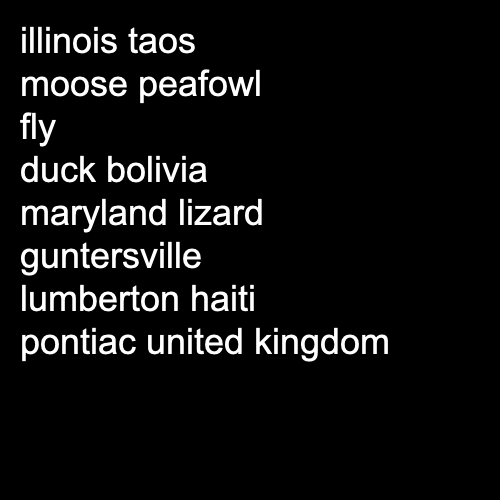 illinois taos
moose peafowl
fly
duck bolivia
maryland lizard
guntersville
lumberton haiti
pontiac united kingdom